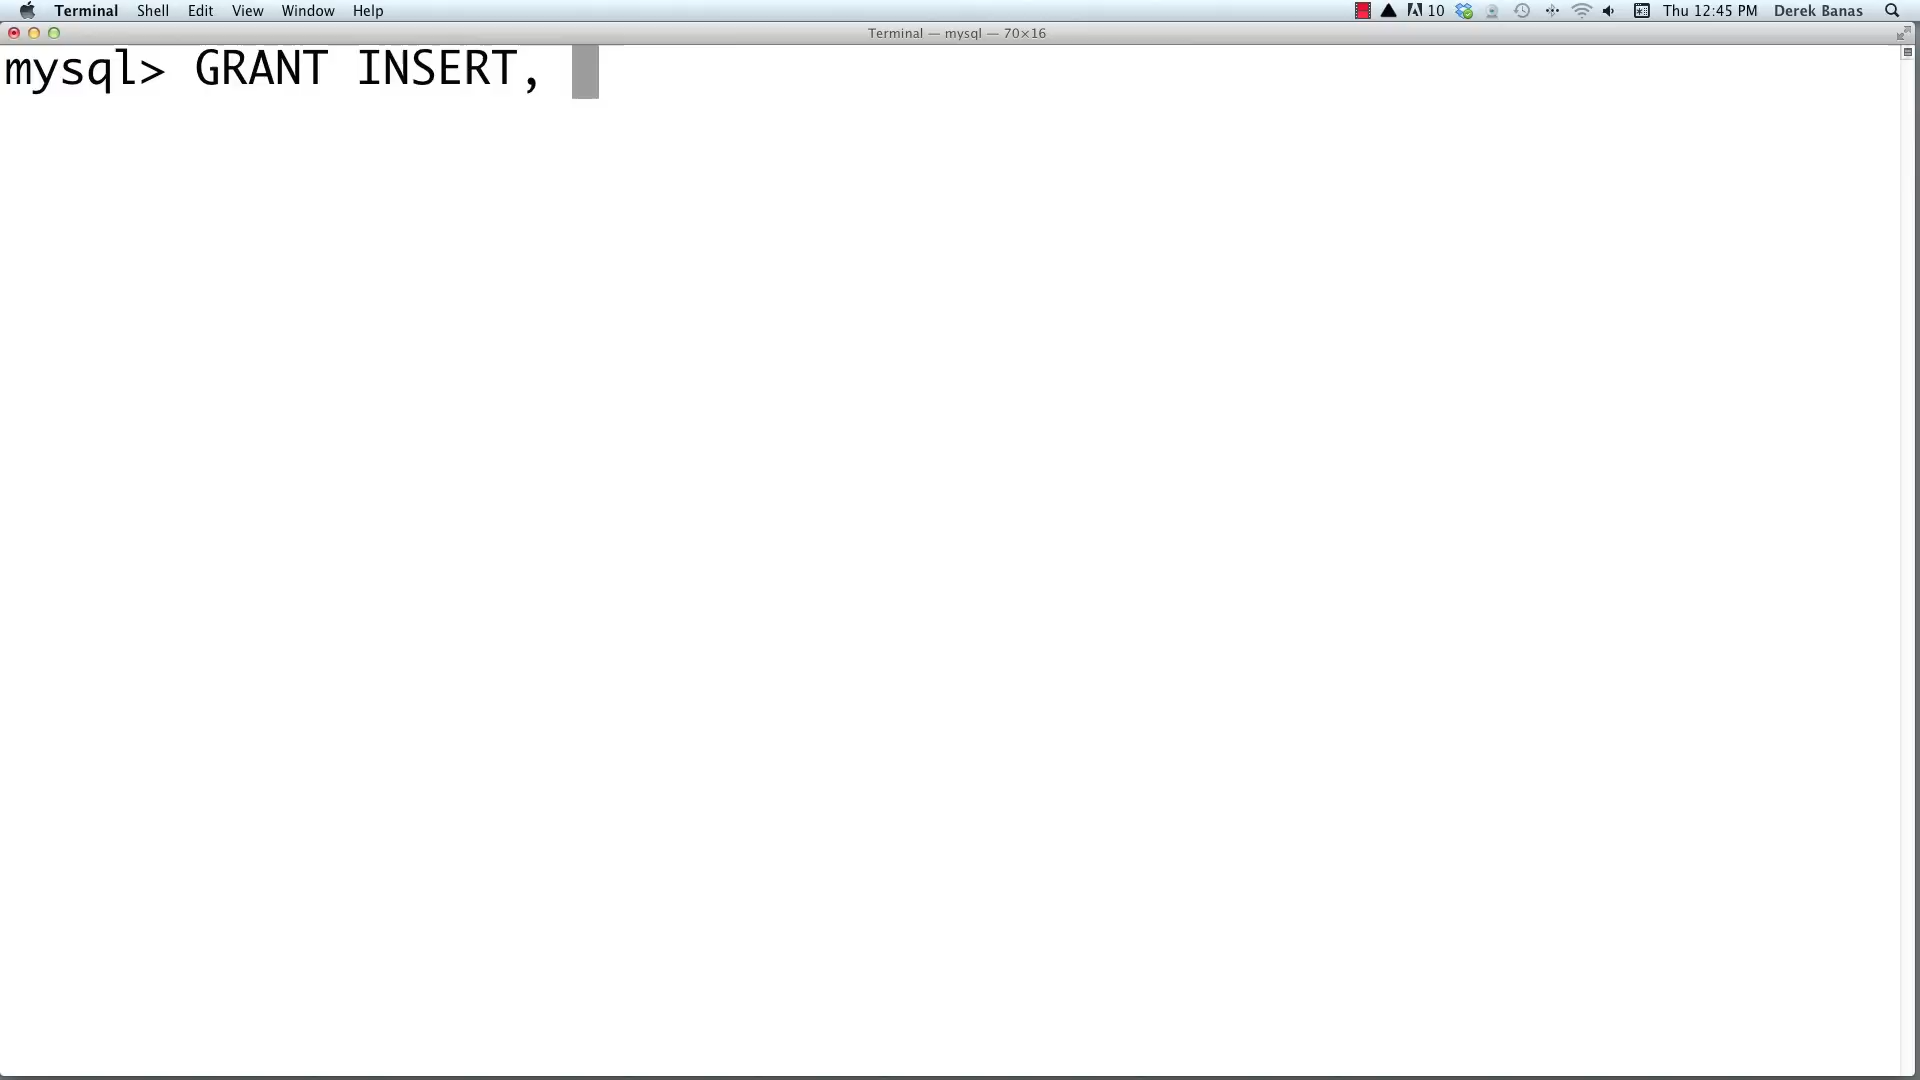 Terminal Shell Edit View Window Help 10 Thu 12:45 PM Derek Banas
Terminal — mysql — 70×16
mysql> GRANT INSERT,